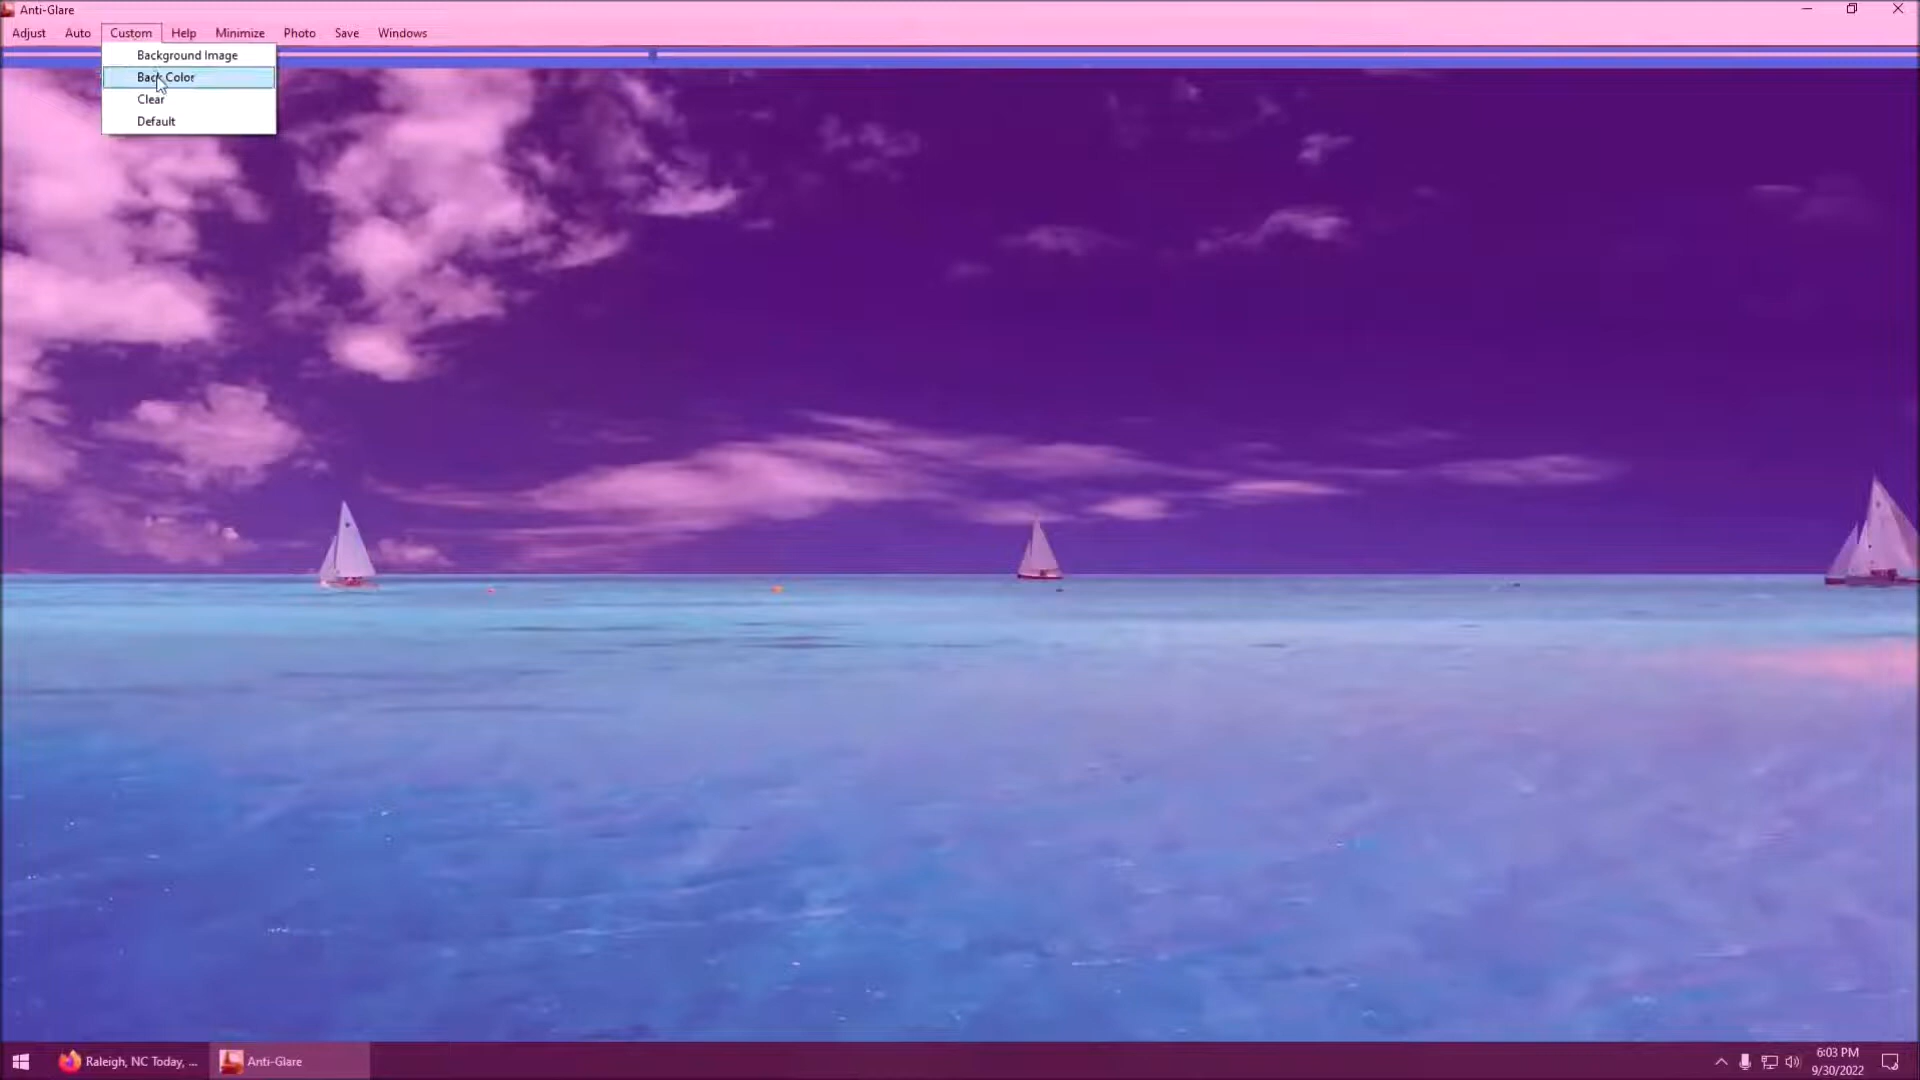 Anti-Glare
Adjust Auto Custom Help Minimize Photo Save Windows
Background Image
Back Color
Clear
Default
Raleigh, NC Today, ... Anti-Glare
6:03 PM
9/30/2022